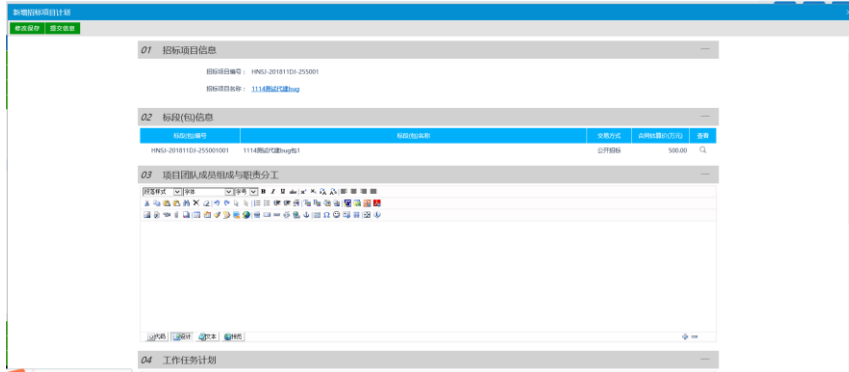 新增招标项目计划
修改保存 提交信息
01 招标项目信息
招标项目编号： HNSJ-201811DJ-255001
招标项目名称： 1114测试代建bug
02 标段(包)信息
标段(包)编号 标段(包)名称 交易方式 合同估算价(万元) 查看
HNSJ-201811DJ-255001001 1114测试代建bug包1 公开招标 500.00
03 项目团队成员组成与职责分工
段落样式 字体 字号 B I U abc x² X₂
代码 设计 文本 预览
04 工作任务计划